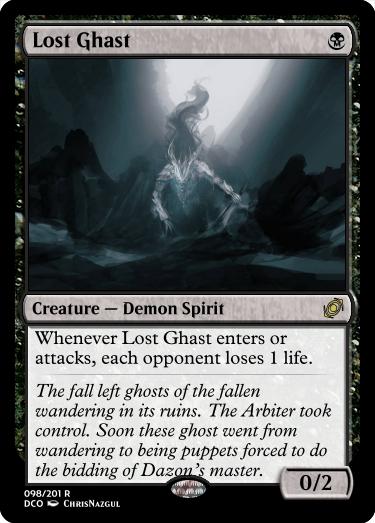 Lost Ghast
Creature — Demon Spirit
Whenever Lost Ghast enters or
attacks, each opponent loses 1 life.
The fall left ghosts of the fallen
wandering in its ruins. The Arbiter took
control. Soon these ghost went from
wandering to being puppets forced to do
the bidding of Dazon's master.
0/2
098/201 R
DCO ChrisNazgul